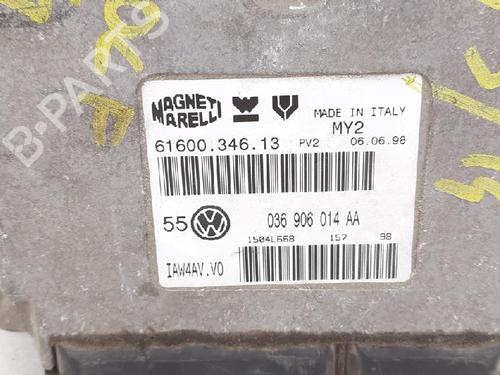 MAGNETI MARELLI
MADE IN ITALY
MY2
61600.346.13 PV2 06.06.98
55 VW 036 906 014 AA
1504L668 157 98
IAW4AV.V0
B-PARTS